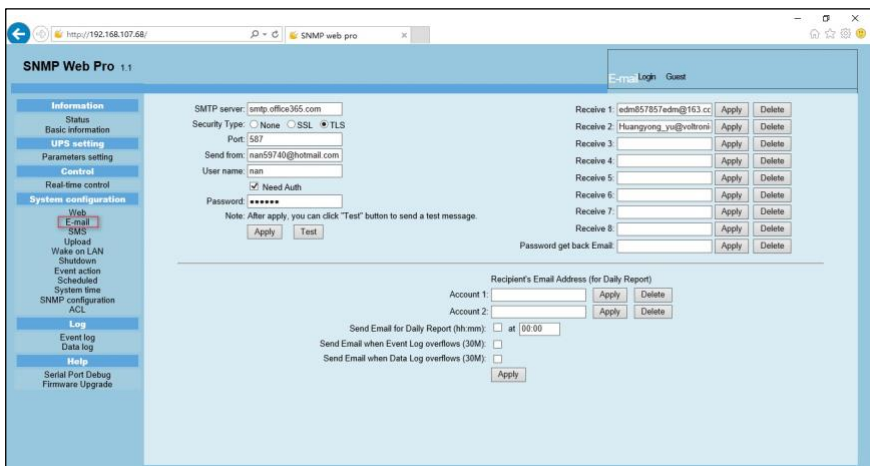 http://192.168.107.68/
SNMP web pro
SNMP Web Pro 1.1
E-mail Login Guest
Information
Status
Basic information
UPS setting
Parameters setting
Control
Real-time control
System configuration
Web
E-mail
SMS
Upload
Wake on LAN
Shutdown
Event action
Scheduled
System time
SNMP configuration
ACL
Log
Event log
Data log
Help
Serial Port Debug
Firmware Upgrade
SMTP server: smtp.office365.com
Security Type: None SSL TLS
Port: 587
Send from: nan59740@hotmail.com
User name: nan
Need Auth
Password: ••••••
Note: After apply, you can click "Test" button to send a test message.
Apply Test
Receive 1: edm857857edm@163.cc Apply Delete
Receive 2: Huangyong_yu@voltroni Apply Delete
Receive 3: Apply Delete
Receive 4: Apply Delete
Receive 5: Apply Delete
Receive 6: Apply Delete
Receive 7: Apply Delete
Receive 8: Apply Delete
Password get back Email: Apply Delete
Recipient's Email Address (for Daily Report)
Account 1: Apply Delete
Account 2: Apply Delete
Send Email for Daily Report (hh:mm): at 00:00
Send Email when Event Log overflows (30M):
Send Email when Data Log overflows (30M):
Apply